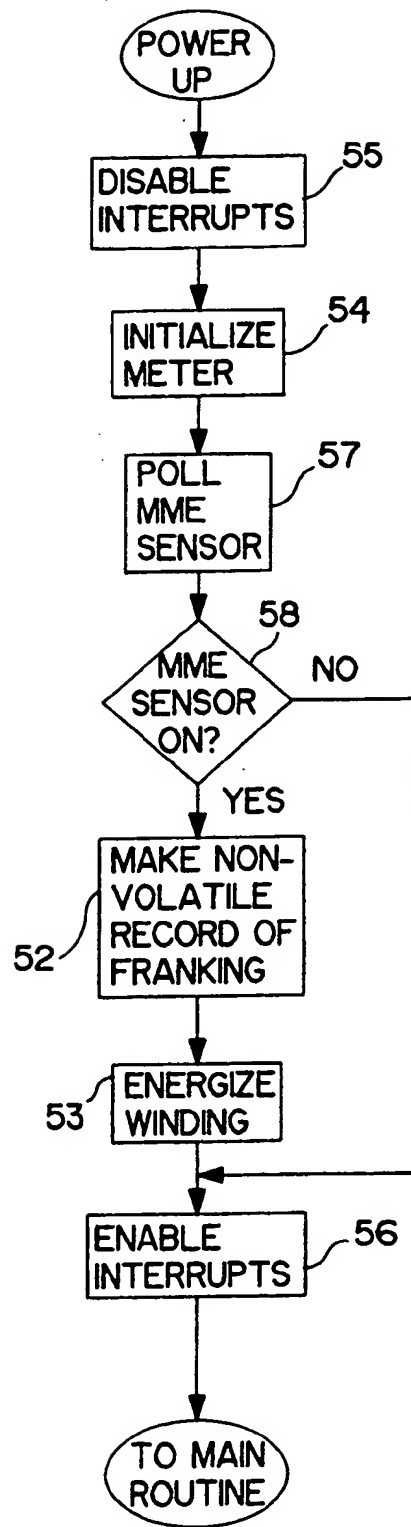 POWER
UP
55
DISABLE
INTERRUPTS
54
INITIALIZE
METER
57
POLL
MME
SENSOR
58
MME
SENSOR
ON?
NO
YES
MAKE NON-
VOLATILE
RECORD OF
FRANKING
52
53
ENERGIZE
WINDING
ENABLE
INTERRUPTS
56
TO MAIN
ROUTINE